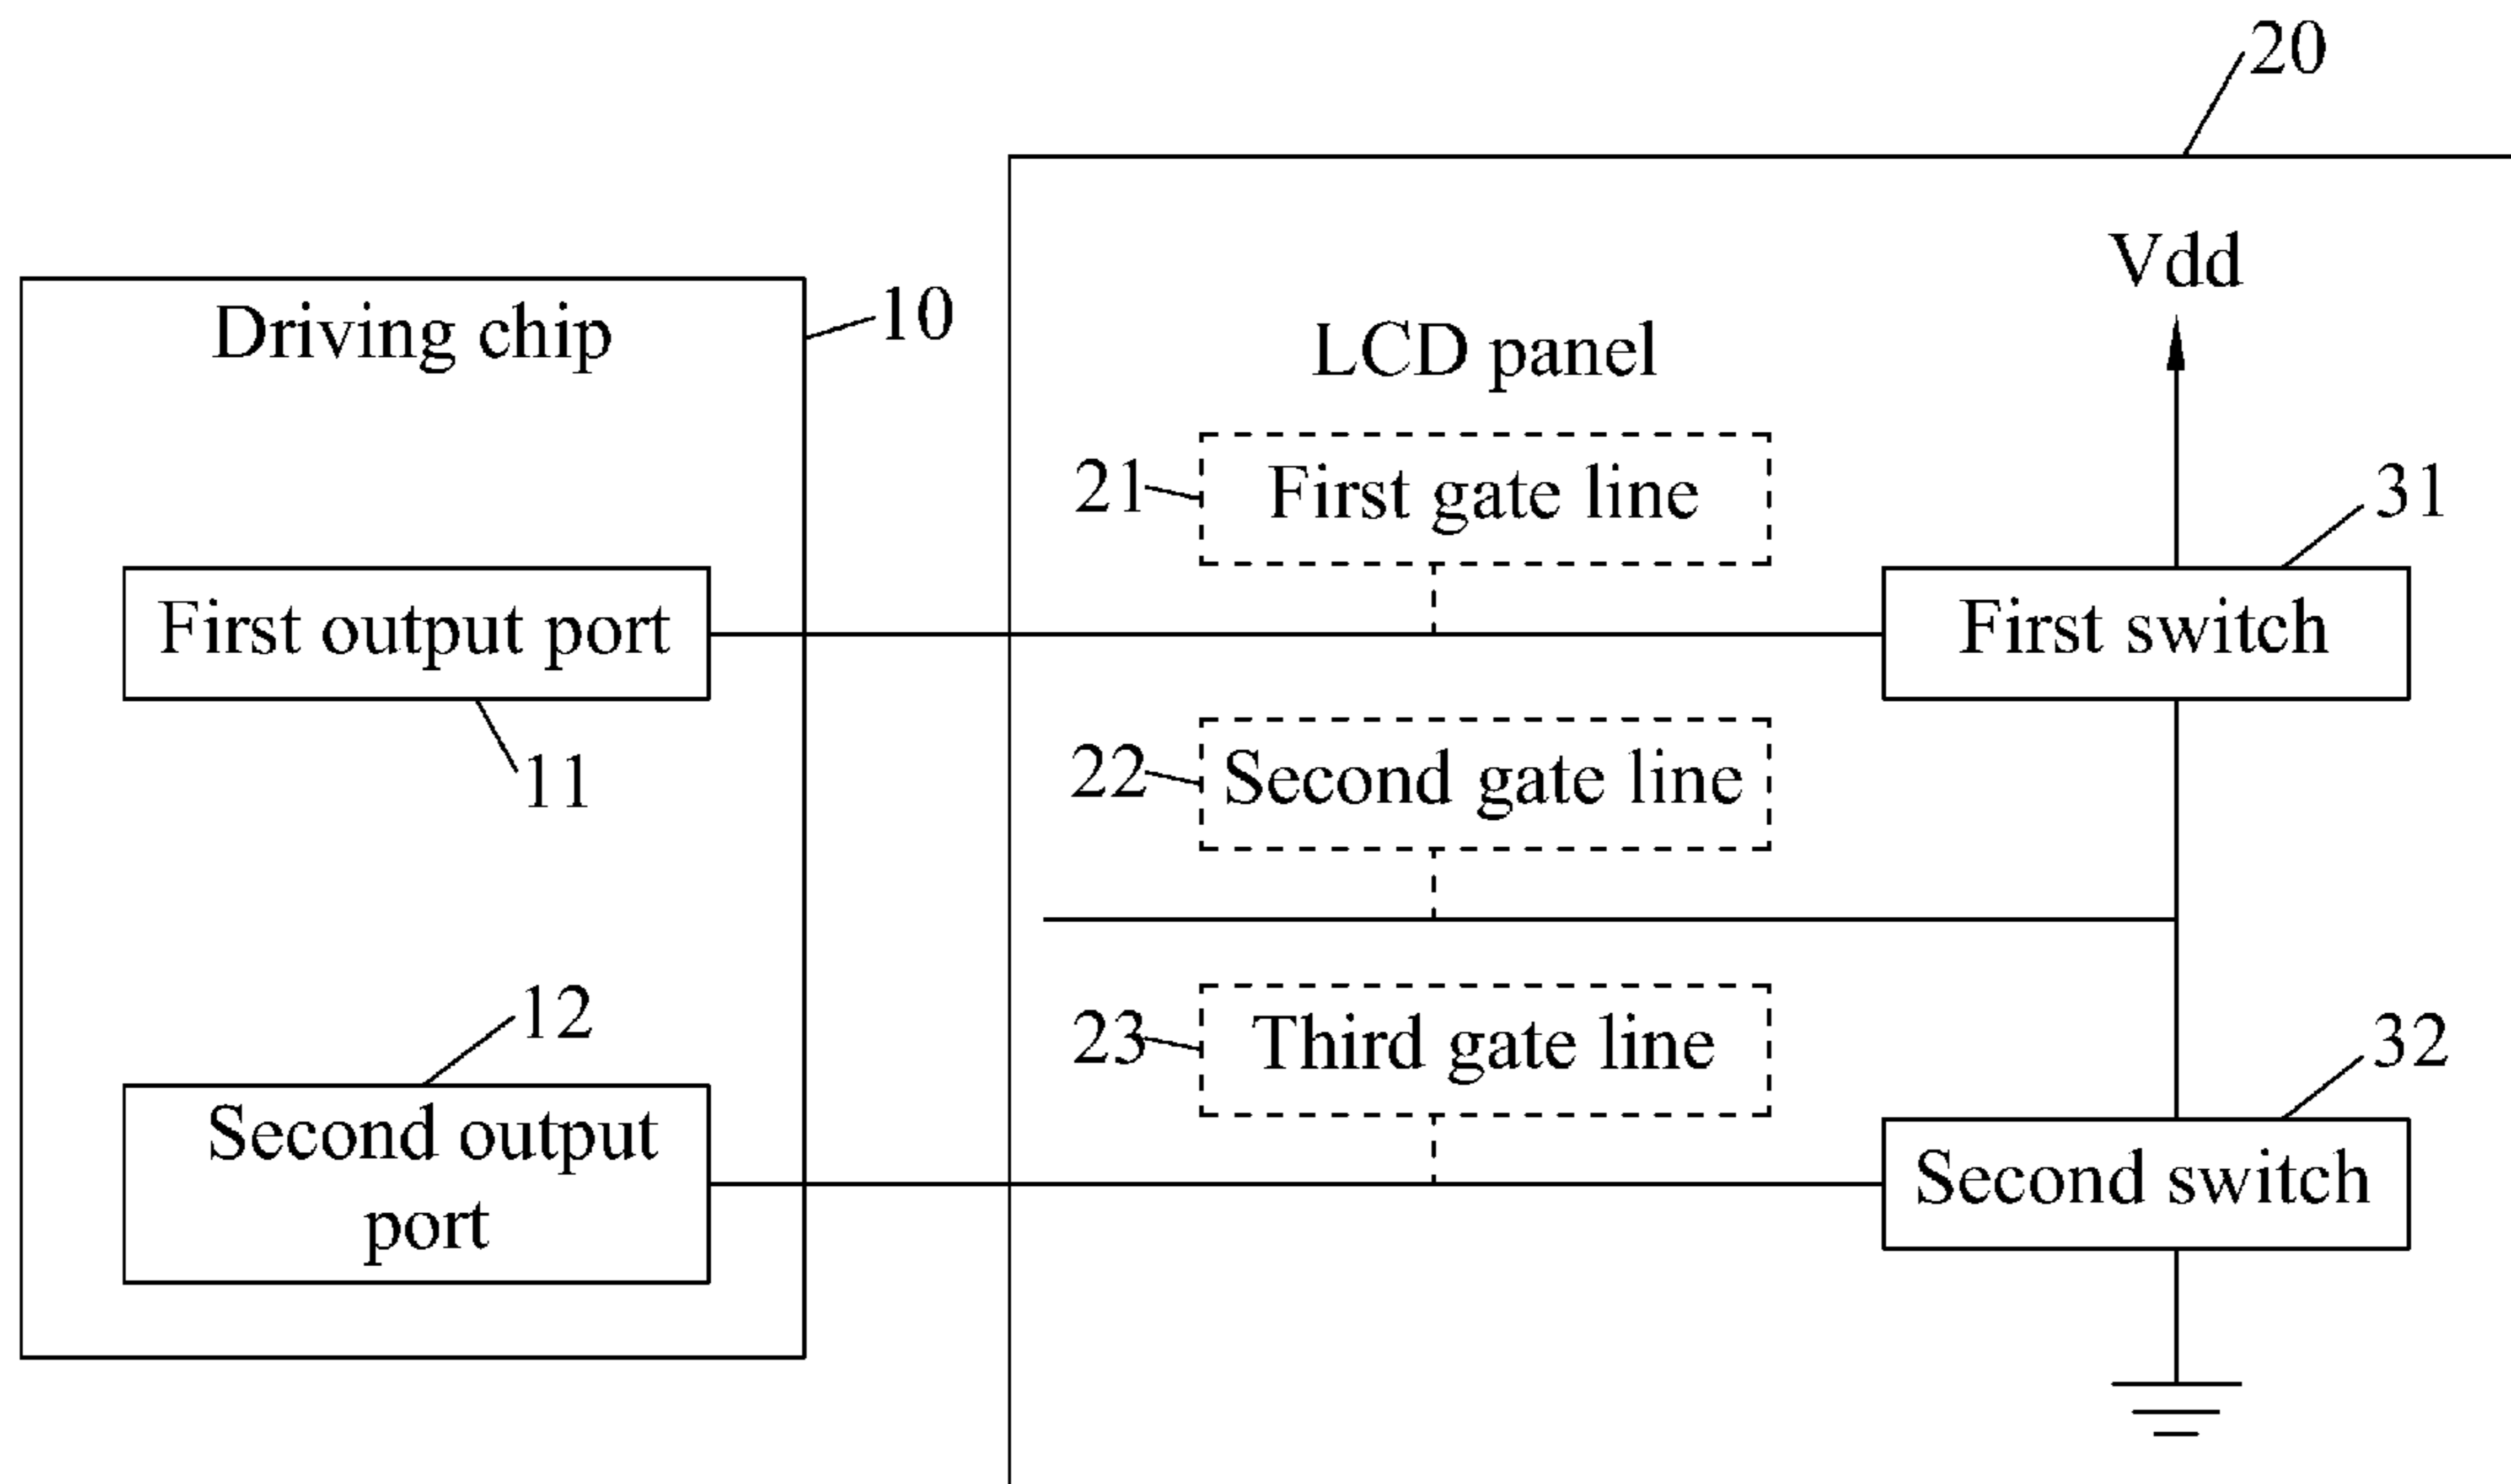 20
Vdd
Driving chip
10
LCD panel
21
First gate line
31
First output port
First switch
11
22
Second gate line
12
23
Third gate line
32
Second output
port
Second switch